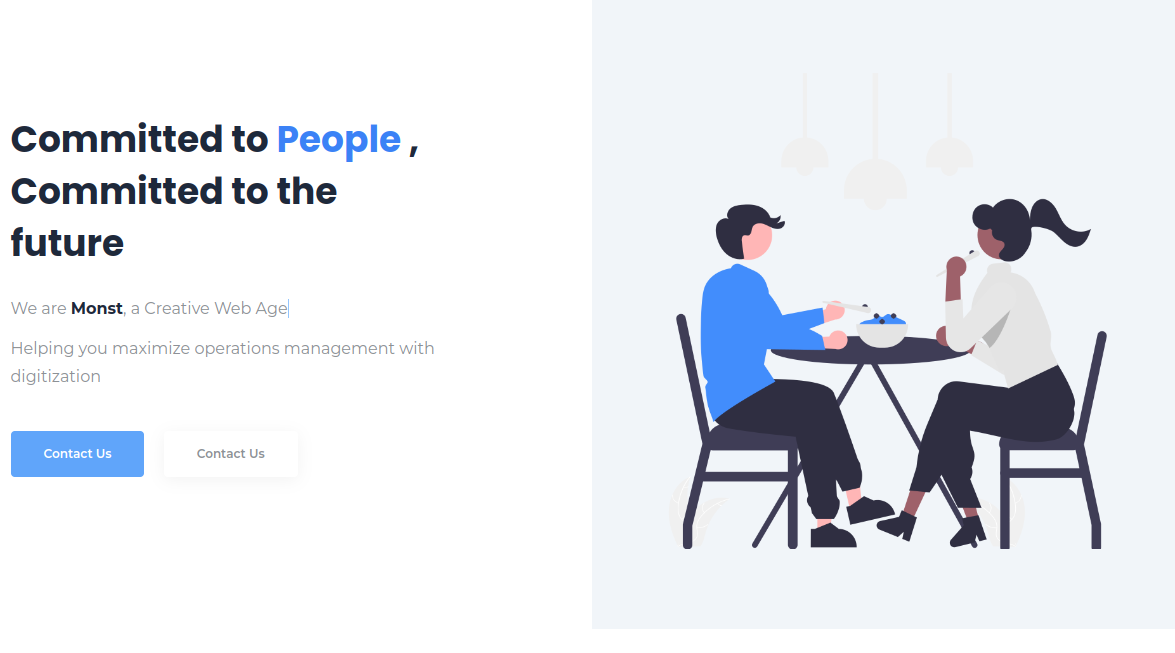 Committed to People ,
Committed to the
future
We are Monst, a Creative Web Age
Helping you maximize operations management with
digitization
Contact Us
Contact Us